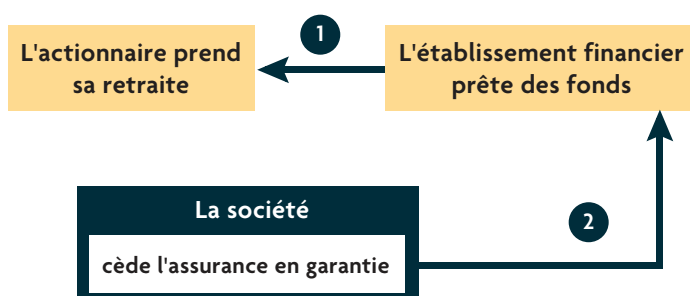 1
L'actionnaire prend
sa retraite
L'établissement financier
prête des fonds
La société
2
cède l'assurance en garantie